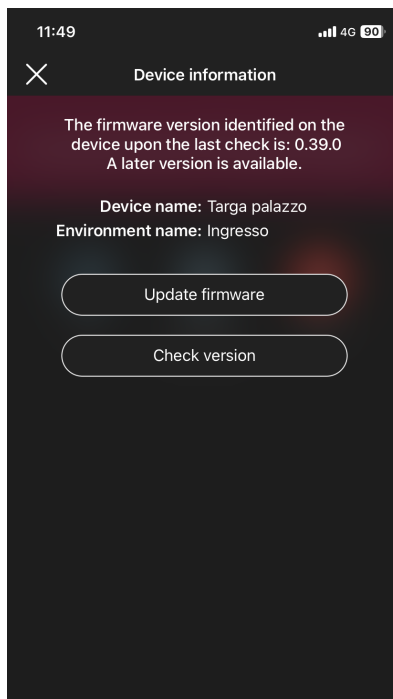 11:49
4G 90
Device information
The firmware version identified on the
device upon the last check is: 0.39.0
A later version is available.
Device name: Targa palazzo
Environment name: Ingresso
Update firmware
Check version